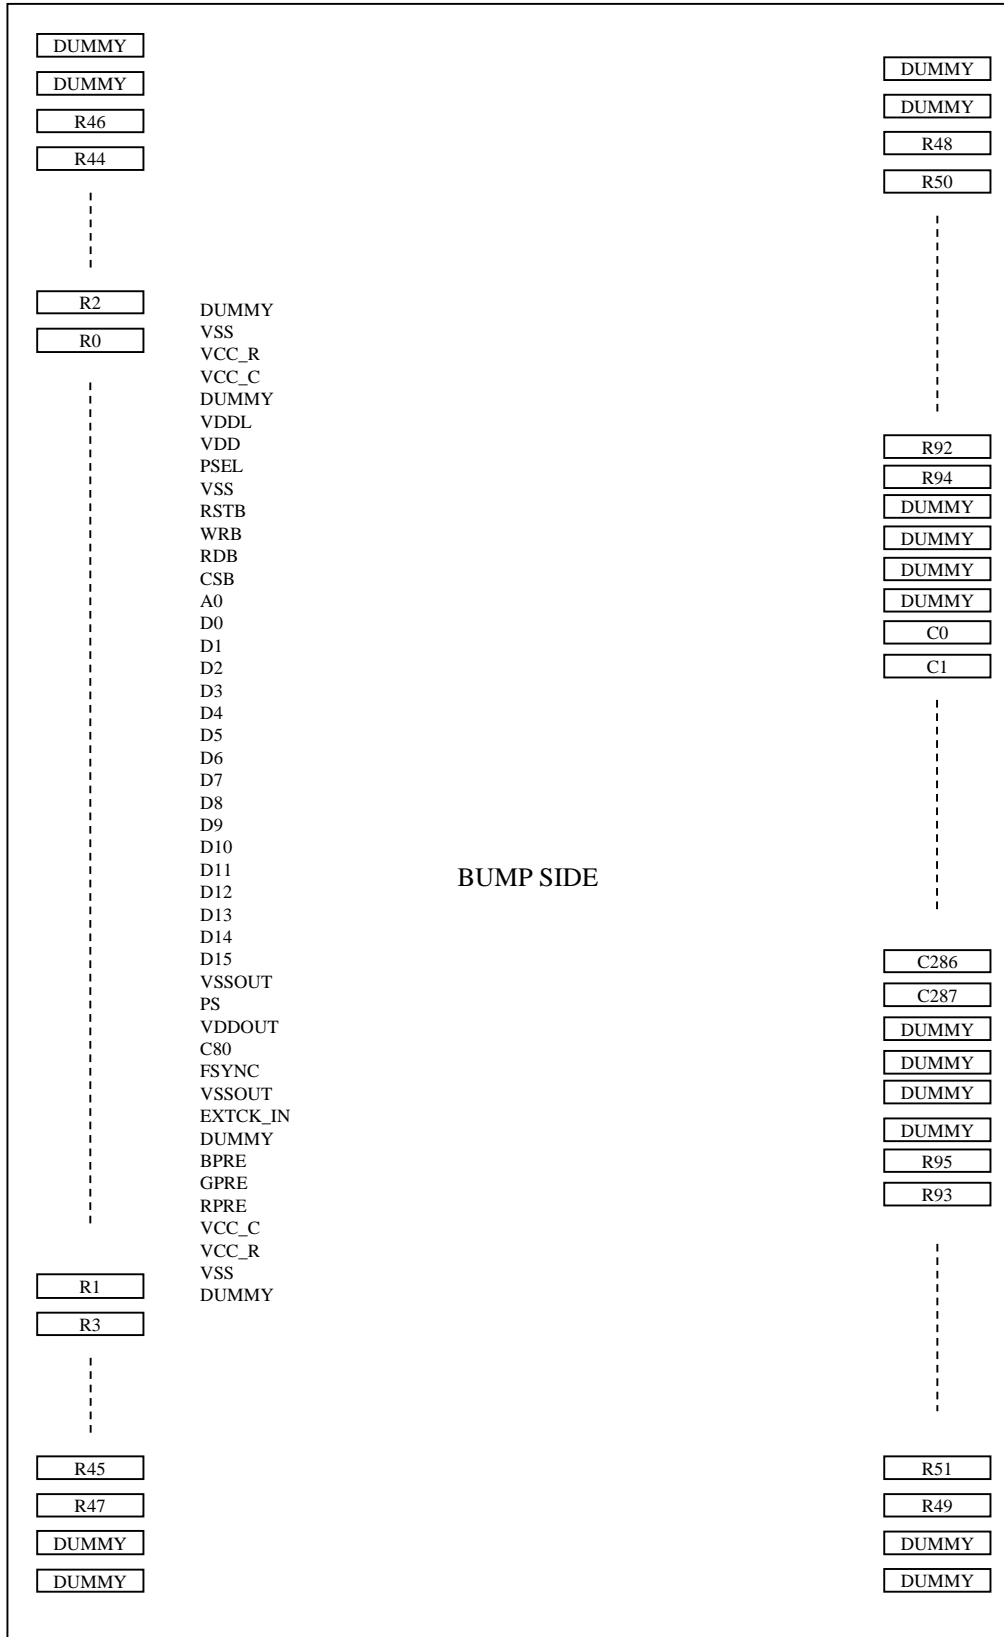 DUMMY
DUMMY
R46
R44
R2
R0
R1
R3
R45
R47
DUMMY
DUMMY
DUMMY
VSS
VCC_R
VCC_C
DUMMY
VDDL
VDD
PSEL
VSS
RSTB
WRB
RDB
CSB
A0
D0
D1
D2
D3
D4
D5
D6
D7
D8
D9
D10
D11
D12
D13
D14
D15
VSSOUT
PS
VDDOUT
C80
FSYNC
VSSOUT
EXTCK_IN
DUMMY
BPRE
GPRE
RPRE
VCC_C
VCC_R
VSS
DUMMY
BUMP SIDE
DUMMY
DUMMY
R48
R50
R92
R94
DUMMY
DUMMY
DUMMY
DUMMY
C0
C1
C286
C287
DUMMY
DUMMY
DUMMY
DUMMY
R95
R93
R51
R49
DUMMY
DUMMY